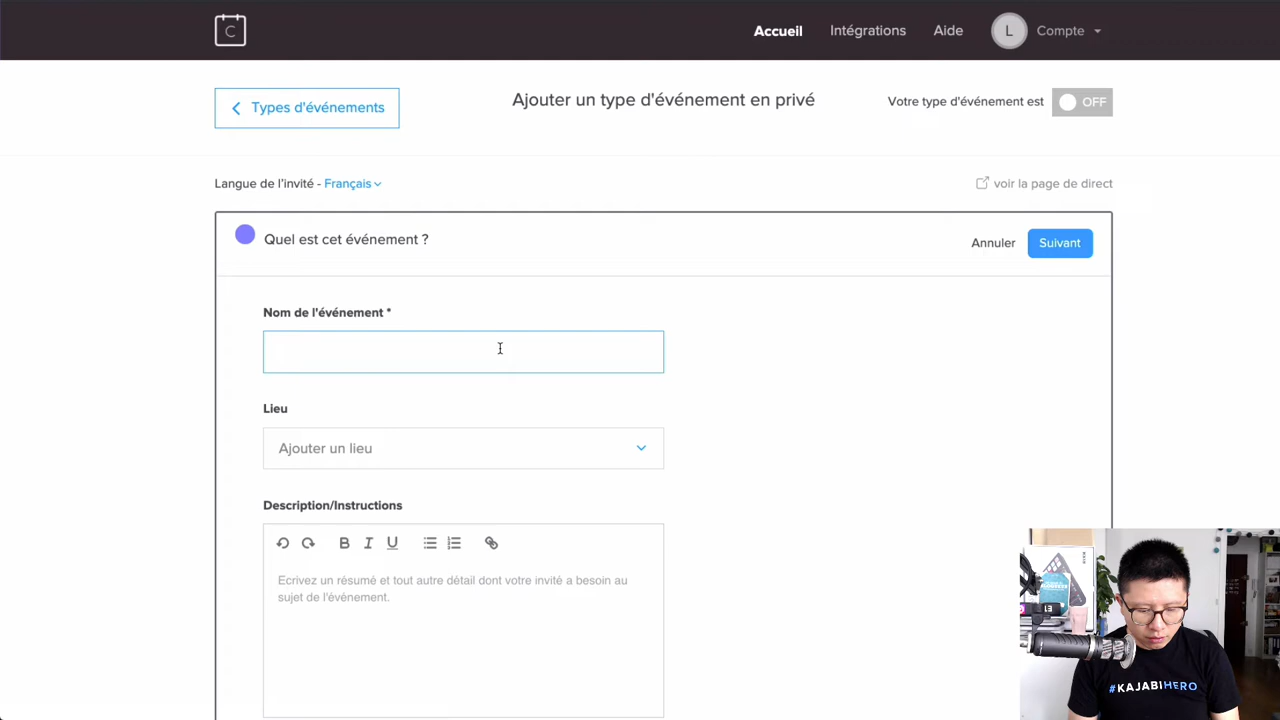 C
Accueil
Intégrations
Aide
L
Compte
Types d'événements
Ajouter un type d'événement en privé
Votre type d'événement est
OFF
Langue de l'invité - Français
voir la page de direct
Quel est cet événement ?
Annuler
Suivant
Nom de l'événement *
Lieu
Ajouter un lieu
Description/Instructions
B I U
Ecrivez un résumé et tout autre détail dont votre invité a besoin au
sujet de l'événement.
#KAJABIHERO